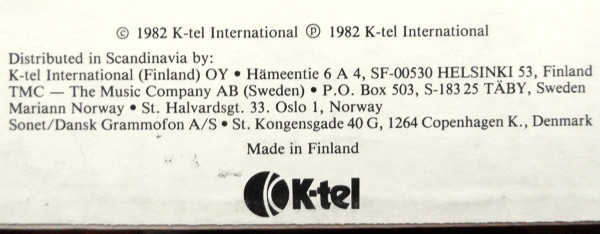 © 1982 K-tel International ℗ 1982 K-tel International
Distributed in Scandinavia by:
K-tel International (Finland) OY • Hämeentie 6 A 4, SF-00530 HELSINKI 53, Finland
TMC — The Music Company AB (Sweden) • P.O. Box 503, S-183 25 TÄBY, Sweden
Mariann Norway • St. Halvardsgt. 33. Oslo 1, Norway
Sonet/Dansk Grammofon A/S • St. Kongensgade 40 G, 1264 Copenhagen K., Denmark
Made in Finland
K-tel